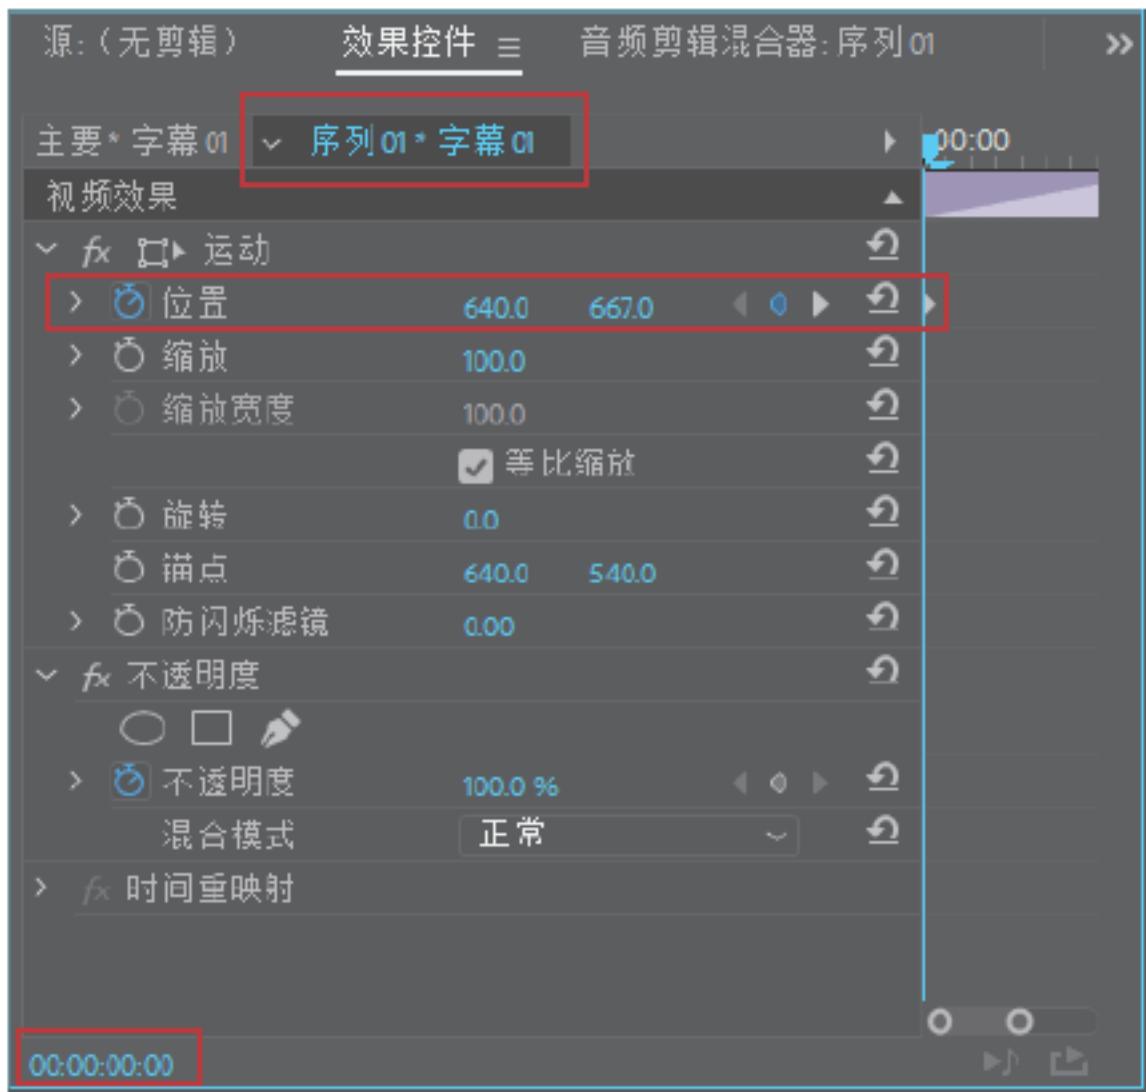 源:（无剪辑） 效果控件 音频剪辑混合器:序列01
主要*字幕01 序列01*字幕01 00:00
视频效果
fx 运动
位置 640.0 667.0
缩放 100.0
缩放宽度 100.0
等比缩放
旋转 0.0
锚点 640.0 540.0
防闪烁滤镜 0.00
fx 不透明度
不透明度 100.0 %
混合模式 正常
fx 时间重映射
00:00:00:00